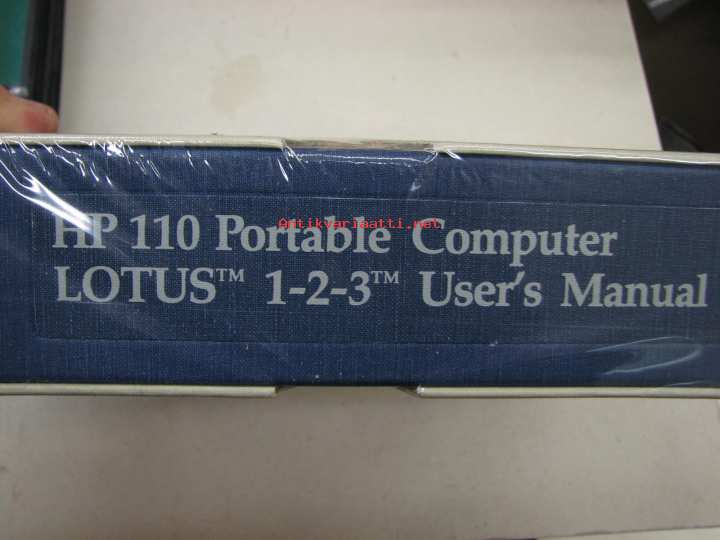 HP 110 Portable Computer
LOTUS™ 1-2-3™ User's Manual
Antikvariaatti.net